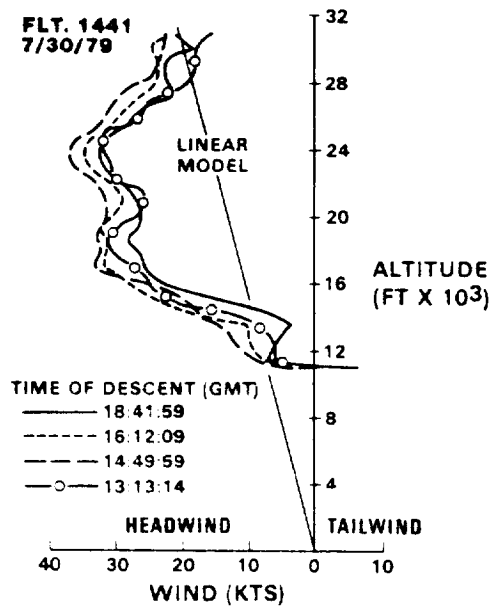 FLT. 1441
7/30/79
32
28
24
20
16
12
8
4
LINEAR
MODEL
ALTITUDE
(FT X 10³)
TIME OF DESCENT (GMT)
18:41:59
16:12:09
14:49:59
13:13:14
HEADWIND
TAILWIND
40 30 20 10 0 10
WIND (KTS)